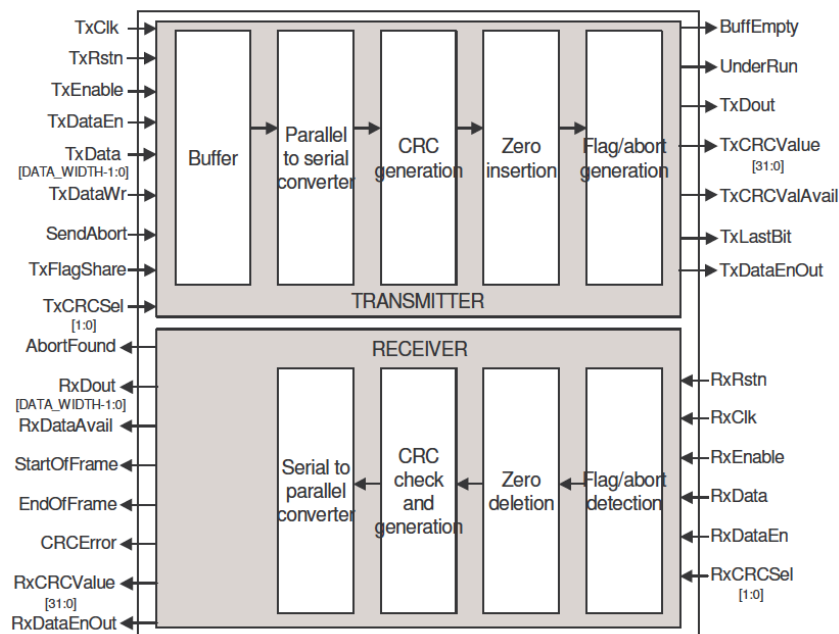 TxClk
TxRstn
TxEnable
TxDataEn
TxData
[DATA_WIDTH-1:0]
TxDataWr
SendAbort
TxFlagShare
TxCRCSel
[1:0]
Buffer
Parallel
to serial
converter
CRC
generation
Zero
insertion
Flag/abort
generation
TRANSMITTER
BuffEmpty
UnderRun
TxDout
TxCRCValue
[31:0]
TxCRCValAvail
TxLastBit
TxDataEnOut
AbortFound
RxDout
[DATA_WIDTH-1:0]
RxDataAvail
StartOfFrame
EndOfFrame
CRCError
RxCRCValue
[31:0]
RxDataEnOut
RECEIVER
Serial to
parallel
converter
CRC
check
and
generation
Zero
deletion
Flag/abort
detection
RxRstn
RxClk
RxEnable
RxData
RxDataEn
RxCRCSel
[1:0]